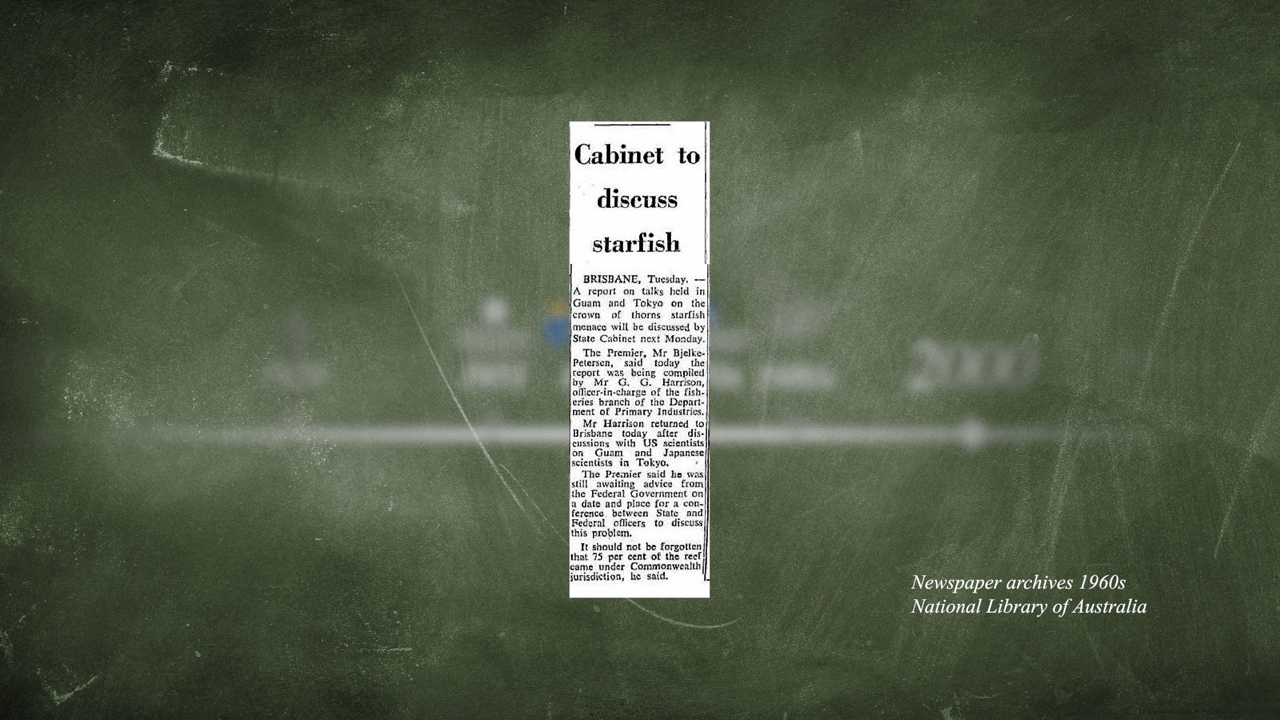 Cabinet to
discuss
starfish
BRISBANE, Tuesday. —
A report on talks held in
Guam and Tokyo on the
crown of thorns starfish
menace will be discussed by
State Cabinet next Monday.
The Premier, Mr Bjelke-
Petersen, said today the
report was being compiled
by Mr G. G. Harrison,
officer-in-charge of the fish-
eries branch of the Depart-
ment of Primary Industries.
Mr Harrison returned to
Brisbane today after dis-
cussions with US scientists
on Guam and Japanese
scientists in Tokyo.
The Premier said he was
still awaiting advice from
the Federal Government on
a date and place for a con-
ference between State and
Federal officers to discuss
this problem.
It should not be forgotten
that 75 per cent of the reef
came under Commonwealth
jurisdiction, he said.
Newspaper archives 1960s
National Library of Australia